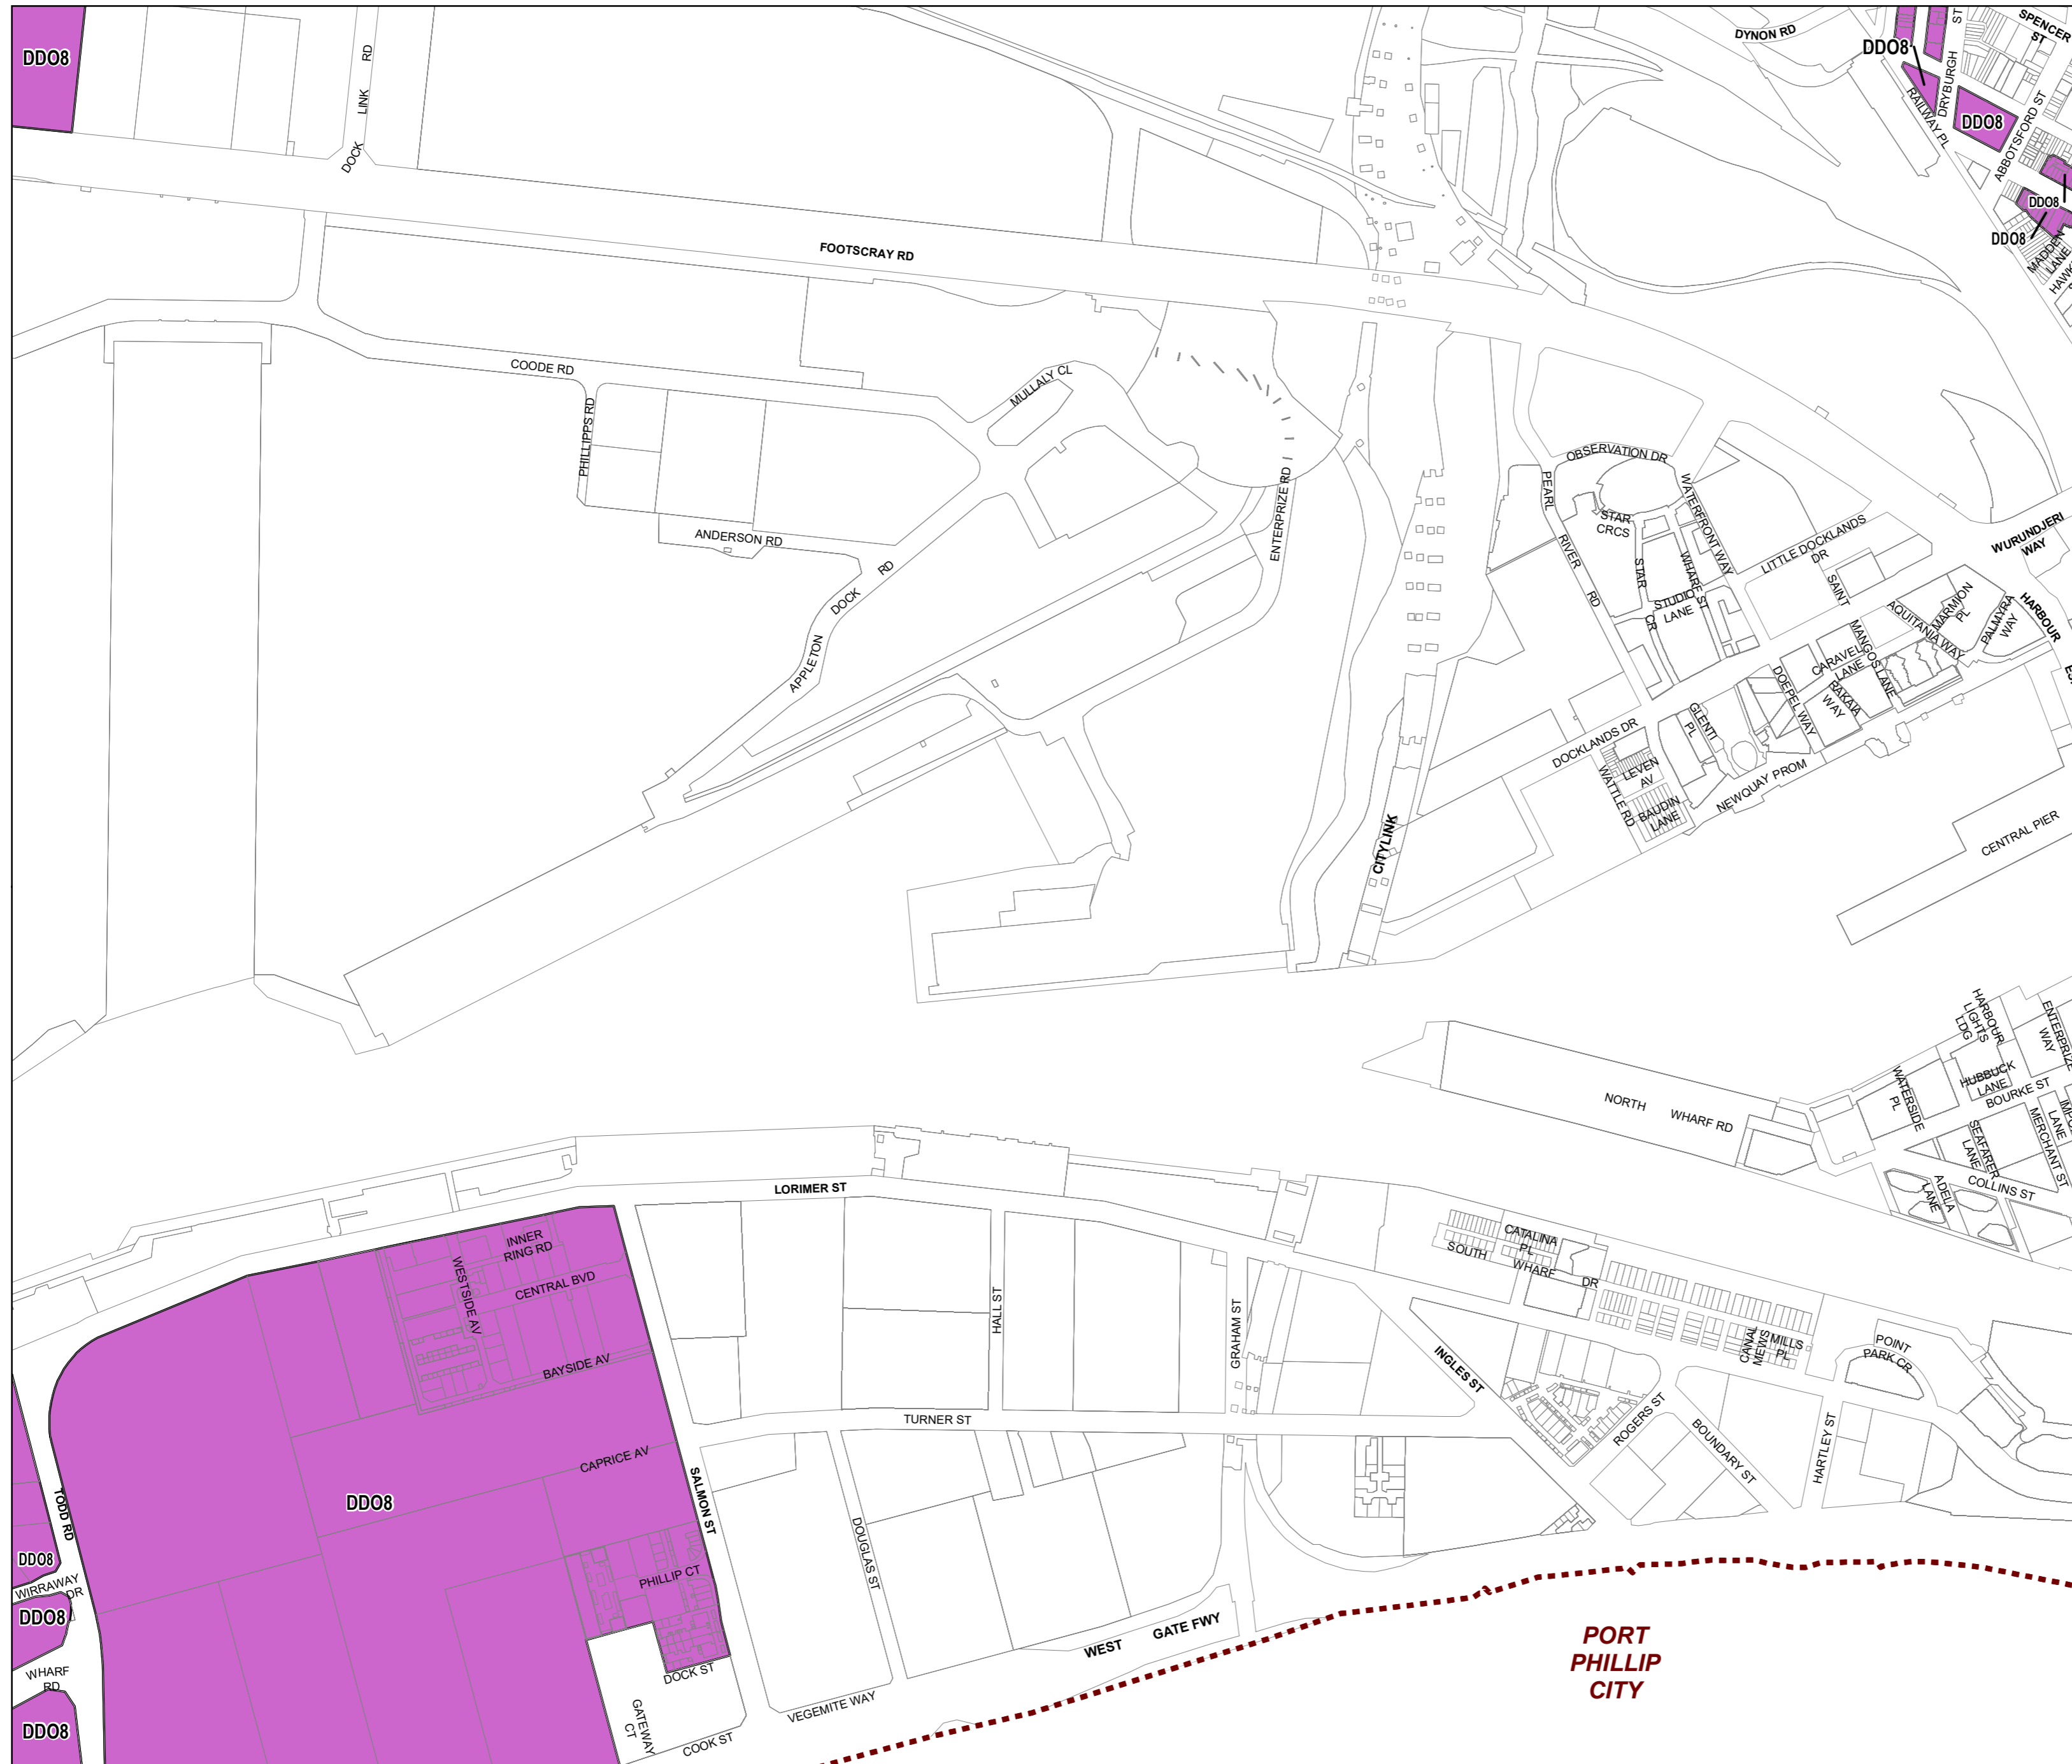 DDO8
DOCK
LINK
RD
FOOTSCRAY RD
DYNON RD
DDO8
ST
DRYBURGH
SPENCER
ST
RAILWAY PL
DDO8
ABBOTSFORD ST
DDO8
DDO8
MADDEN
LANE
COODE RD
PHILLIPPS RD
MULLALY CL
ANDERSON RD
APPLETON
DOCK
RD
ENTERPRIZE RD
OBSERVATION DR
PEARL
RIVER
RD
STAR
CRCS
STAR
CR
WATERFRONT WAY
WHARF ST
STUDIO
LANE
LITTLE DOCKLANDS
DR
SAINT
MANGOS LANE
WURUNDJERI
WAY
HARBOUR
MARMION
PL
PALMYRA
WAY
AQUITANIA WAY
CARAVEL
LANE
RAKAIA
WAY
DOEPEL WAY
GLENTI
PL
DOCKLANDS DR
LEVEN
AV
WATTLE RD
BAUDIN
LANE
NEWQUAY PROM
CITYLINK
CENTRAL PIER
HARBOUR
LIGHTS
LDG
ENTERPRIZE
WAY
HUBBUCK
LANE
WATERSIDE
PL
BOURKE ST
NORTH
WHARF RD
SEAFARER
LANE
MERCHANT ST
LANE
COLLINS ST
ADELA
LANE
LORIMER ST
INNER
RING RD
WESTSIDE AV
CENTRAL BVD
BAYSIDE AV
CAPRICE AV
DDO8
PHILLIP CT
SALMON ST
TODD RD
DDO8
WIRRAWAY
DR
DDO8
WHARF
RD
DDO8
DOCK ST
GATEWAY
CT
COOK ST
VEGEMITE WAY
DOUGLAS ST
HALL ST
TURNER ST
GRAHAM ST
WEST
GATE FWY
CATALINA
PL
SOUTH
WHARF
DR
INGLES ST
ROGERS ST
BOUNDARY ST
CANAL
MEWS
MILLS
PL
POINT
PARK CR
HARTLEY ST
PORT
PHILLIP
CITY